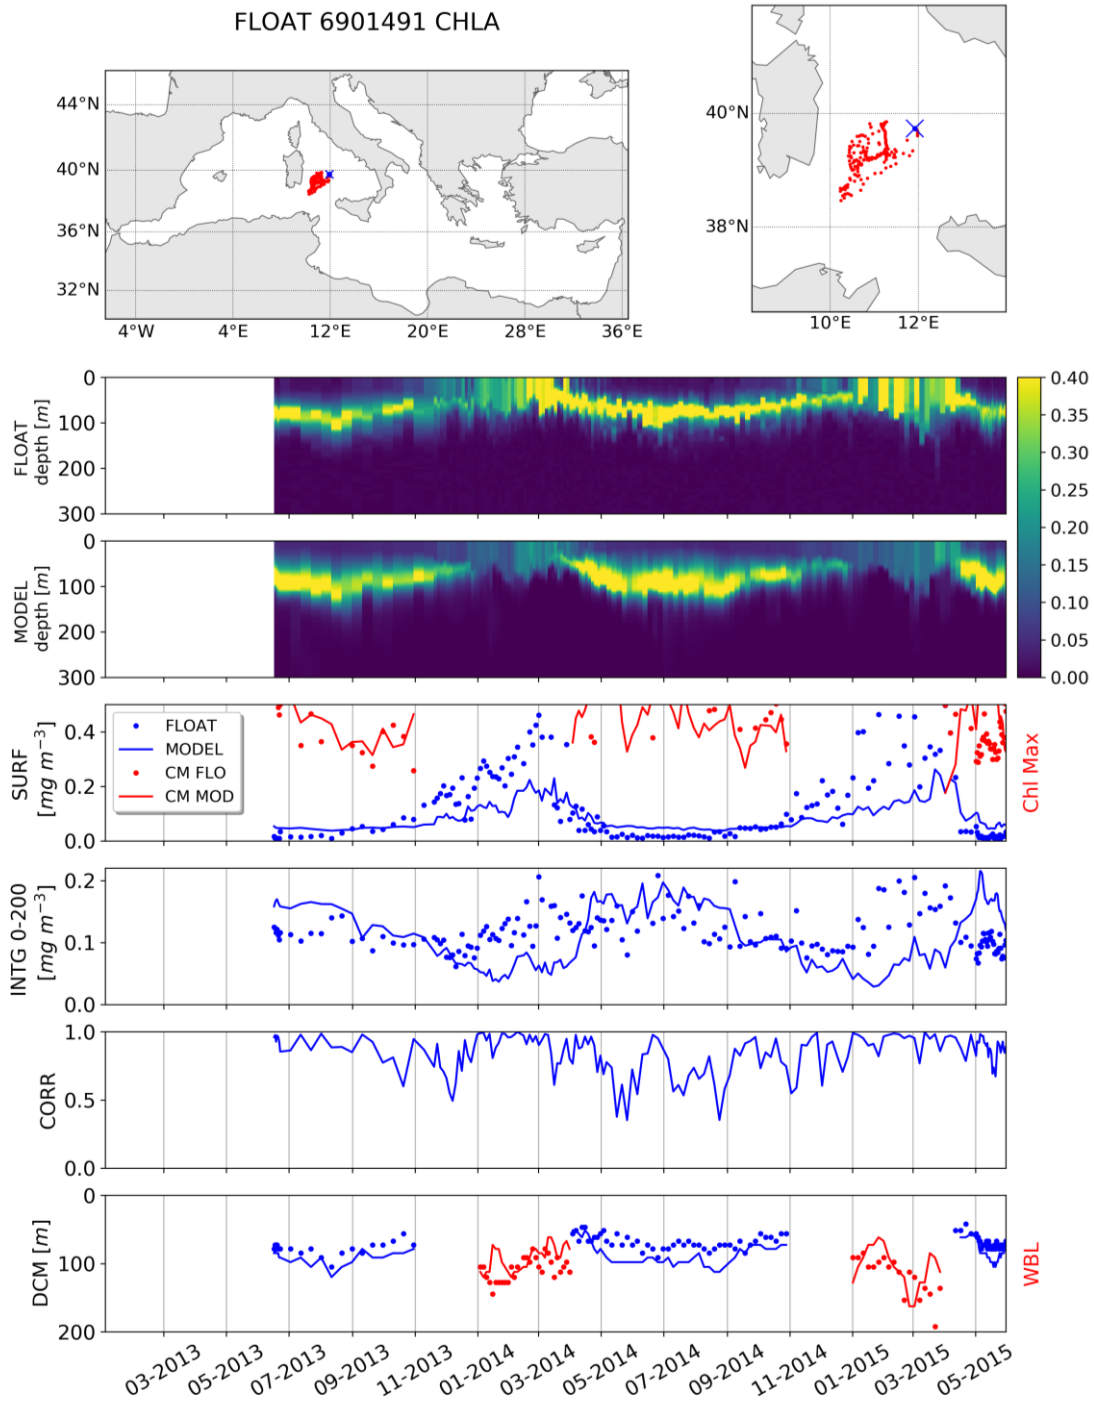 FLOAT 6901491 CHLA
44°N
40°N
36°N
32°N
4°W
4°E
12°E
20°E
28°E
36°E
40°N
38°N
10°E
12°E
FLOAT
depth [m]
0
100
200
300
MODEL
depth [m]
0
100
200
300
0.40
0.35
0.30
0.25
0.20
0.15
0.10
0.05
0.00
SURF
[mg m⁻³]
0.4
0.2
0.0
FLOAT
MODEL
CM FLO
CM MOD
Chl Max
INTG 0-200
[mg m⁻³]
0.2
0.1
0.0
CORR
1.0
0.5
0.0
DCM [m]
0
100
200
WBL
03-2013
05-2013
07-2013
09-2013
11-2013
01-2014
03-2014
05-2014
07-2014
09-2014
11-2014
01-2015
03-2015
05-2015